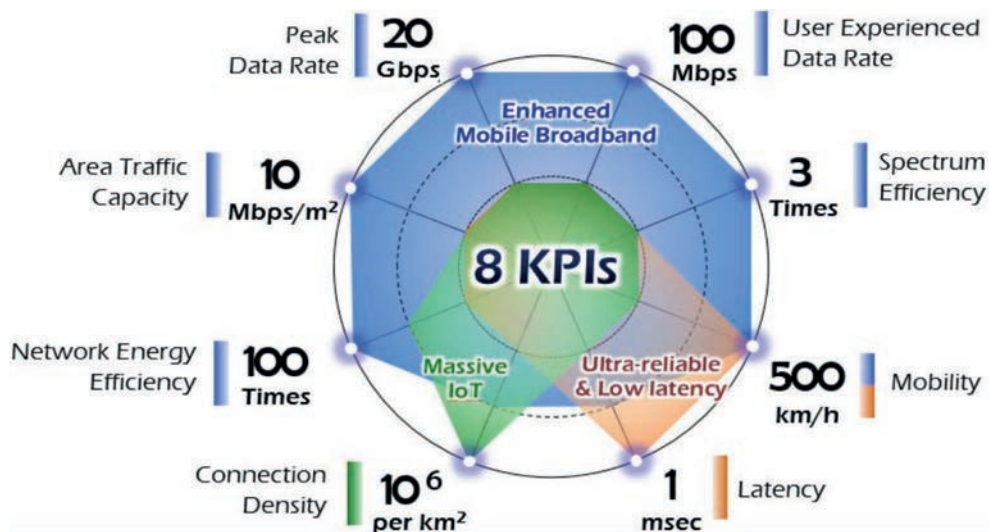 Peak
Data Rate
20
Gbps
100
Mbps
User Experienced
Data Rate
Enhanced
Mobile Broadband
Area Traffic
Capacity
10
Mbps/m²
3
Times
Spectrum
Efficiency
8 KPIs
Network Energy
Efficiency
100
Times
Massive
IoT
Ultra-reliable
& Low latency
500
km/h
Mobility
Connection
Density
10⁶
per km²
1
msec
Latency